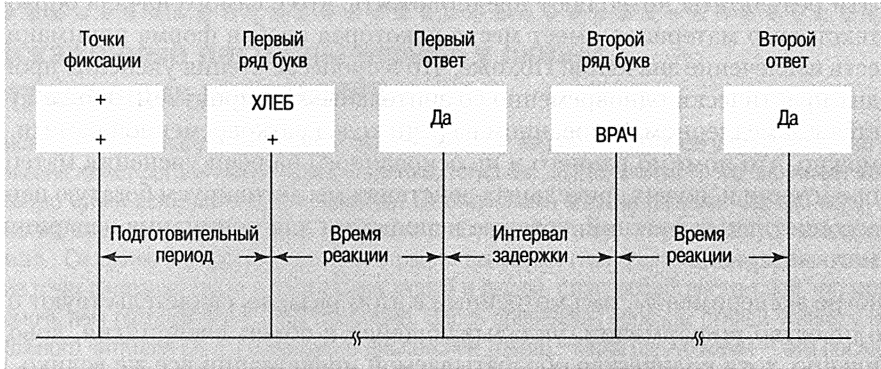 Точки фиксации
Первый ряд букв
Первый ответ
Второй ряд букв
Второй ответ
+
+
ХЛЕБ
+
Да
ВРАЧ
Да
Подготовительный период
Время реакции
Интервал задержки
Время реакции